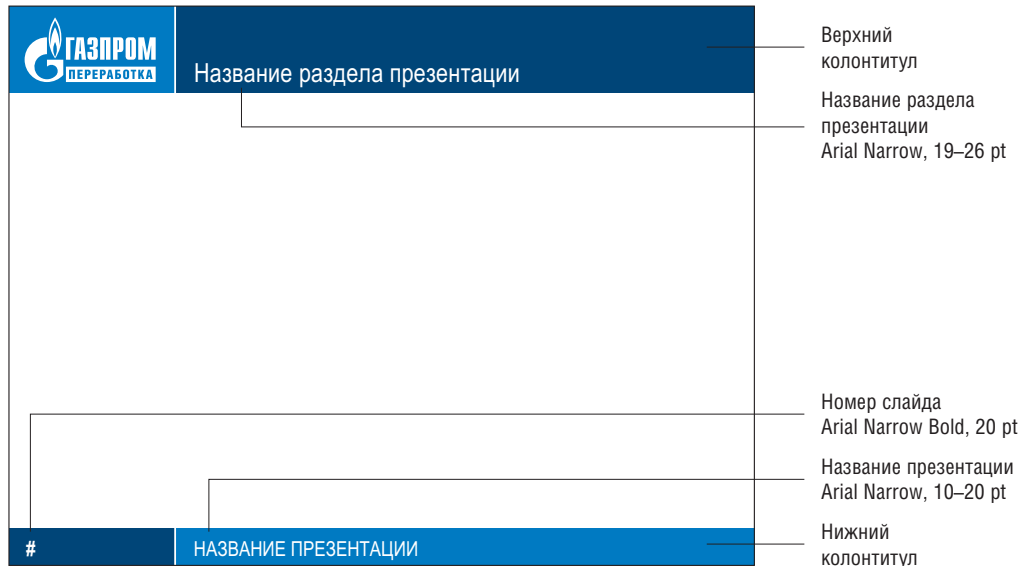 ГАЗПРОМ
ПЕРЕРАБОТКА
Название раздела презентации
Верхний
колонтитул
Название раздела
презентации
Arial Narrow, 19–26 pt
Номер слайда
Arial Narrow Bold, 20 pt
Название презентации
Arial Narrow, 10–20 pt
#
НАЗВАНИЕ ПРЕЗЕНТАЦИИ
Нижний
колонтитул